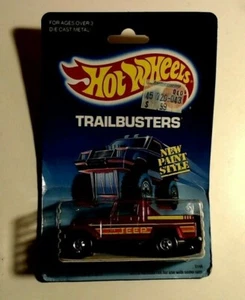 FOR AGES OVER 3
DIE CAST METAL
Hot Wheels
TRAILBUSTERS
NEW
PAINT
STYLE
JEEP